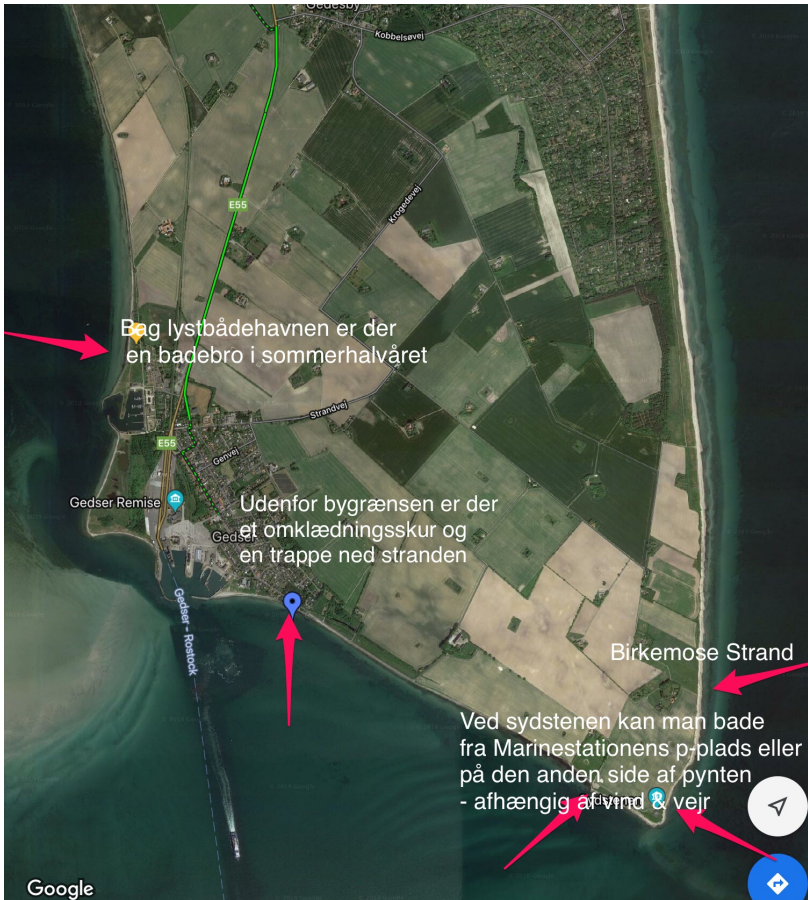 Gedesby
Kobbelsøvej
E55
Krogedevej
Bag lystbådehavnen er der
en badebro i sommerhalvåret
Strandvej
E55
Genvej
Gedser Remise
Udenfor bygrænsen er der
et omklædningsskur og
en trappe ned stranden
Gedser
Gedser - Rostock
Birkemose Strand
Ved sydstenen kan man bade
fra Marinestationens p-plads eller
på den anden side af pynten
- afhængig af vind & vejr
Sydstenen
Google